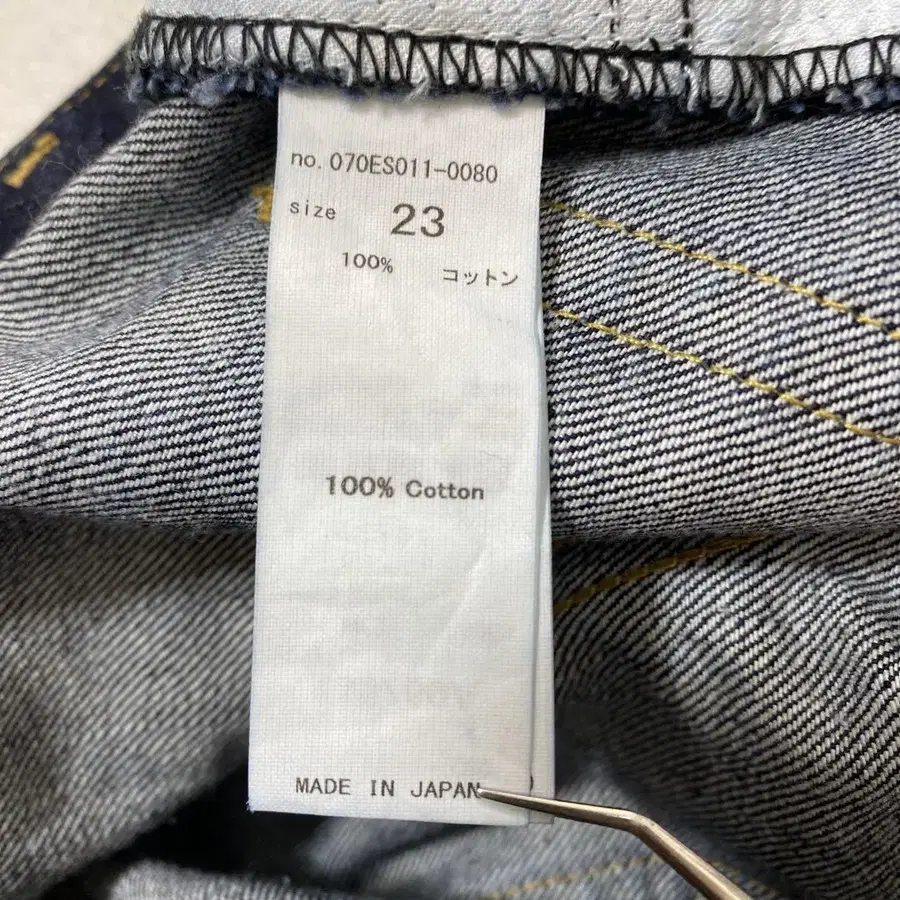 no. 070ES011-0080
size 23
100% コットン
100% Cotton
MADE IN JAPAN